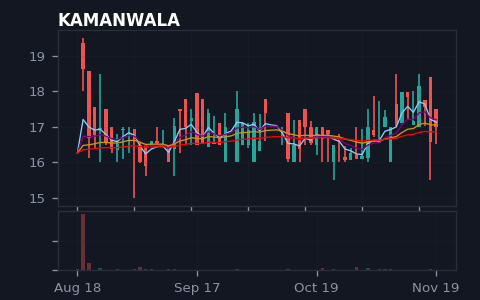 KAMANWALA
19
18
17
16
15
Aug 18
Sep 17
Oct 19
Nov 19